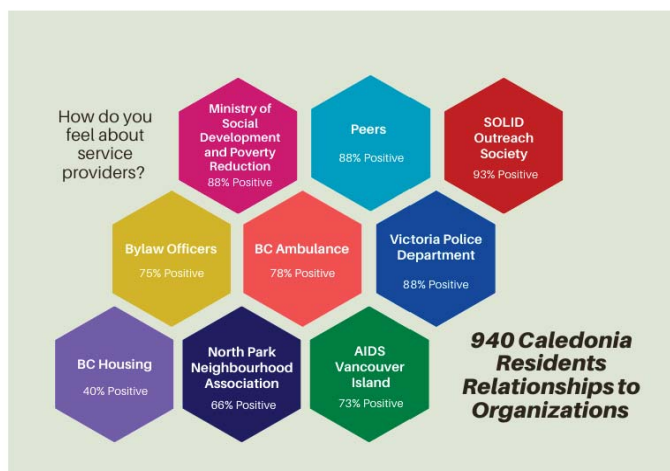 How do you
feel about
service
providers?
Ministry of
Social
Development
and Poverty
Reduction
88% Positive
Peers
88% Positive
SOLID
Outreach
Society
93% Positive
Bylaw Officers
75% Positive
BC Ambulance
78% Positive
Victoria Police
Department
88% Positive
BC Housing
40% Positive
North Park
Neighbourhood
Association
66% Positive
AIDS
Vancouver
Island
73% Positive
940 Caledonia
Residents
Relationships to
Organizations